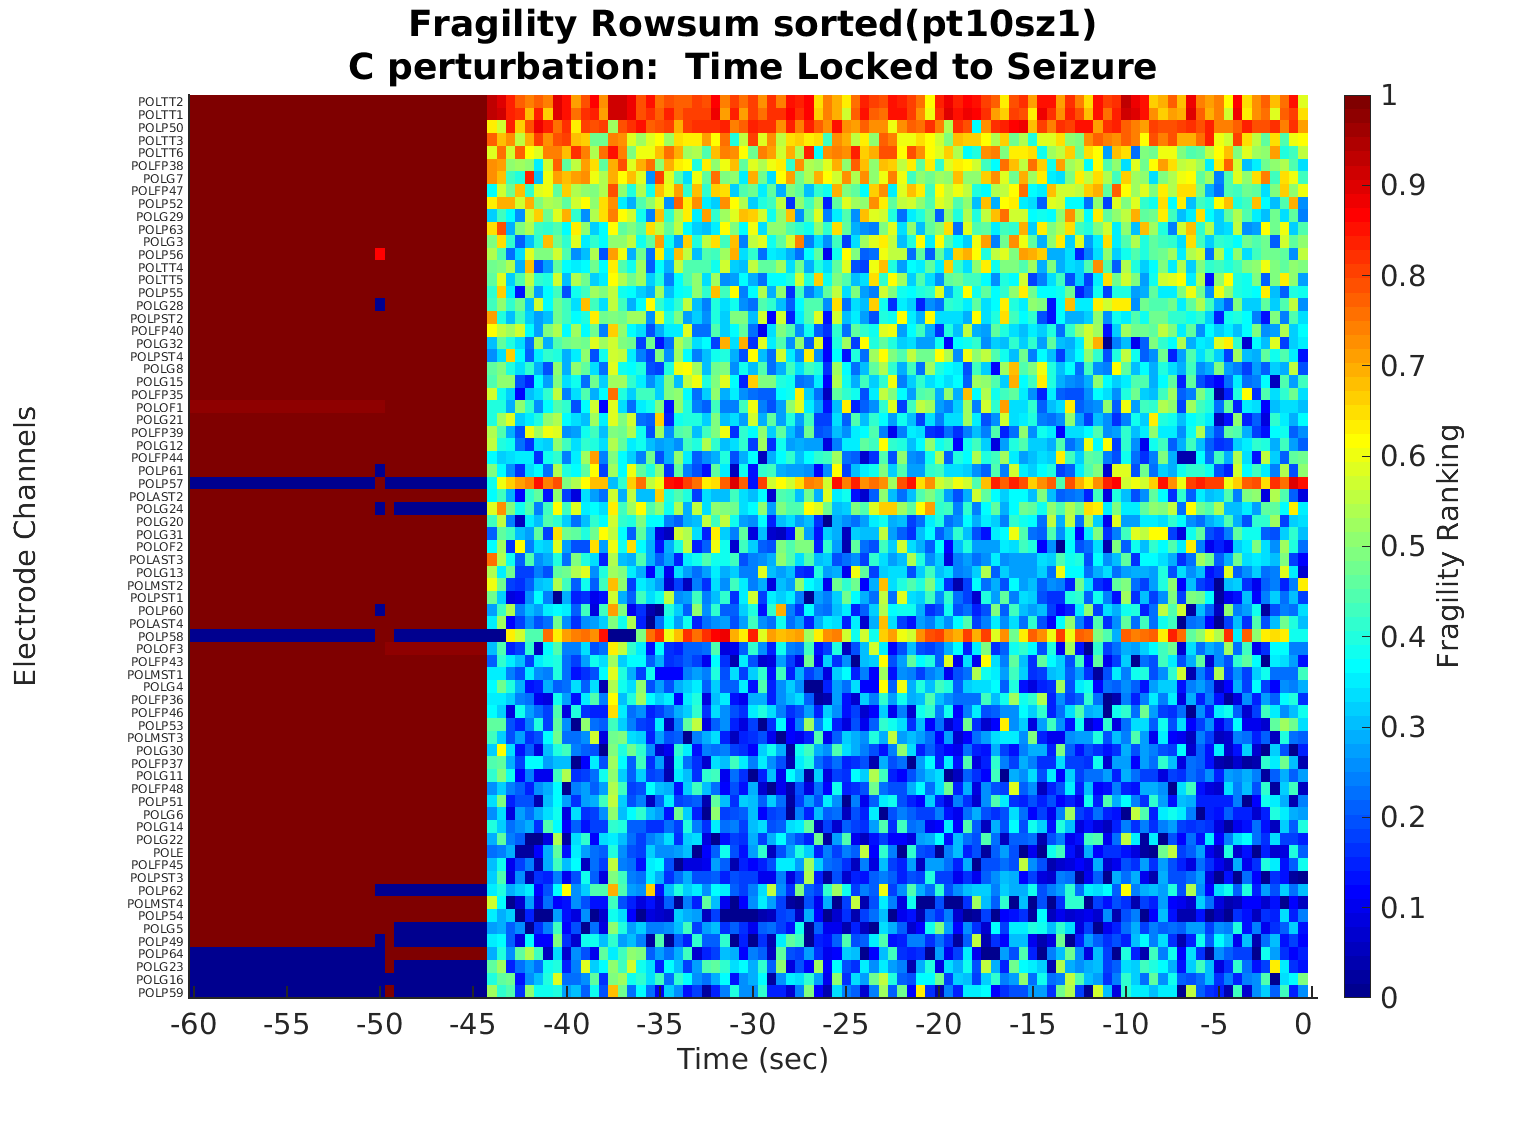 Fragility Rowsum sorted(pt10sz1)
C perturbation:  Time Locked to Seizure
Electrode Channels
POLTT2
POLTT1
POLP50
POLTT3
POLTT6
POLFP38
POLG7
POLFP47
POLP52
POLG29
POLP63
POLG3
POLP56
POLTT4
POLTT5
POLP55
POLG28
POLPST2
POLFP40
POLG32
POLPST4
POLG8
POLG15
POLFP35
POLOF1
POLG21
POLFP39
POLG12
POLFP44
POLP61
POLP57
POLAST2
POLG24
POLG20
POLG31
POLOF2
POLAST3
POLG13
POLMST2
POLPST1
POLP60
POLAST4
POLP58
POLOF3
POLFP43
POLMST1
POLG4
POLFP36
POLFP46
POLP53
POLMST3
POLG30
POLFP37
POLG11
POLFP48
POLP51
POLG6
POLG14
POLG22
POLE
POLFP45
POLPST3
POLP62
POLMST4
POLP54
POLG5
POLP49
POLP64
POLG23
POLG16
POLP59
-60 -55 -50 -45 -40 -35 -30 -25 -20 -15 -10 -5 0
Time (sec)
1
0.9
0.8
0.7
0.6
0.5
0.4
0.3
0.2
0.1
0
Fragility Ranking